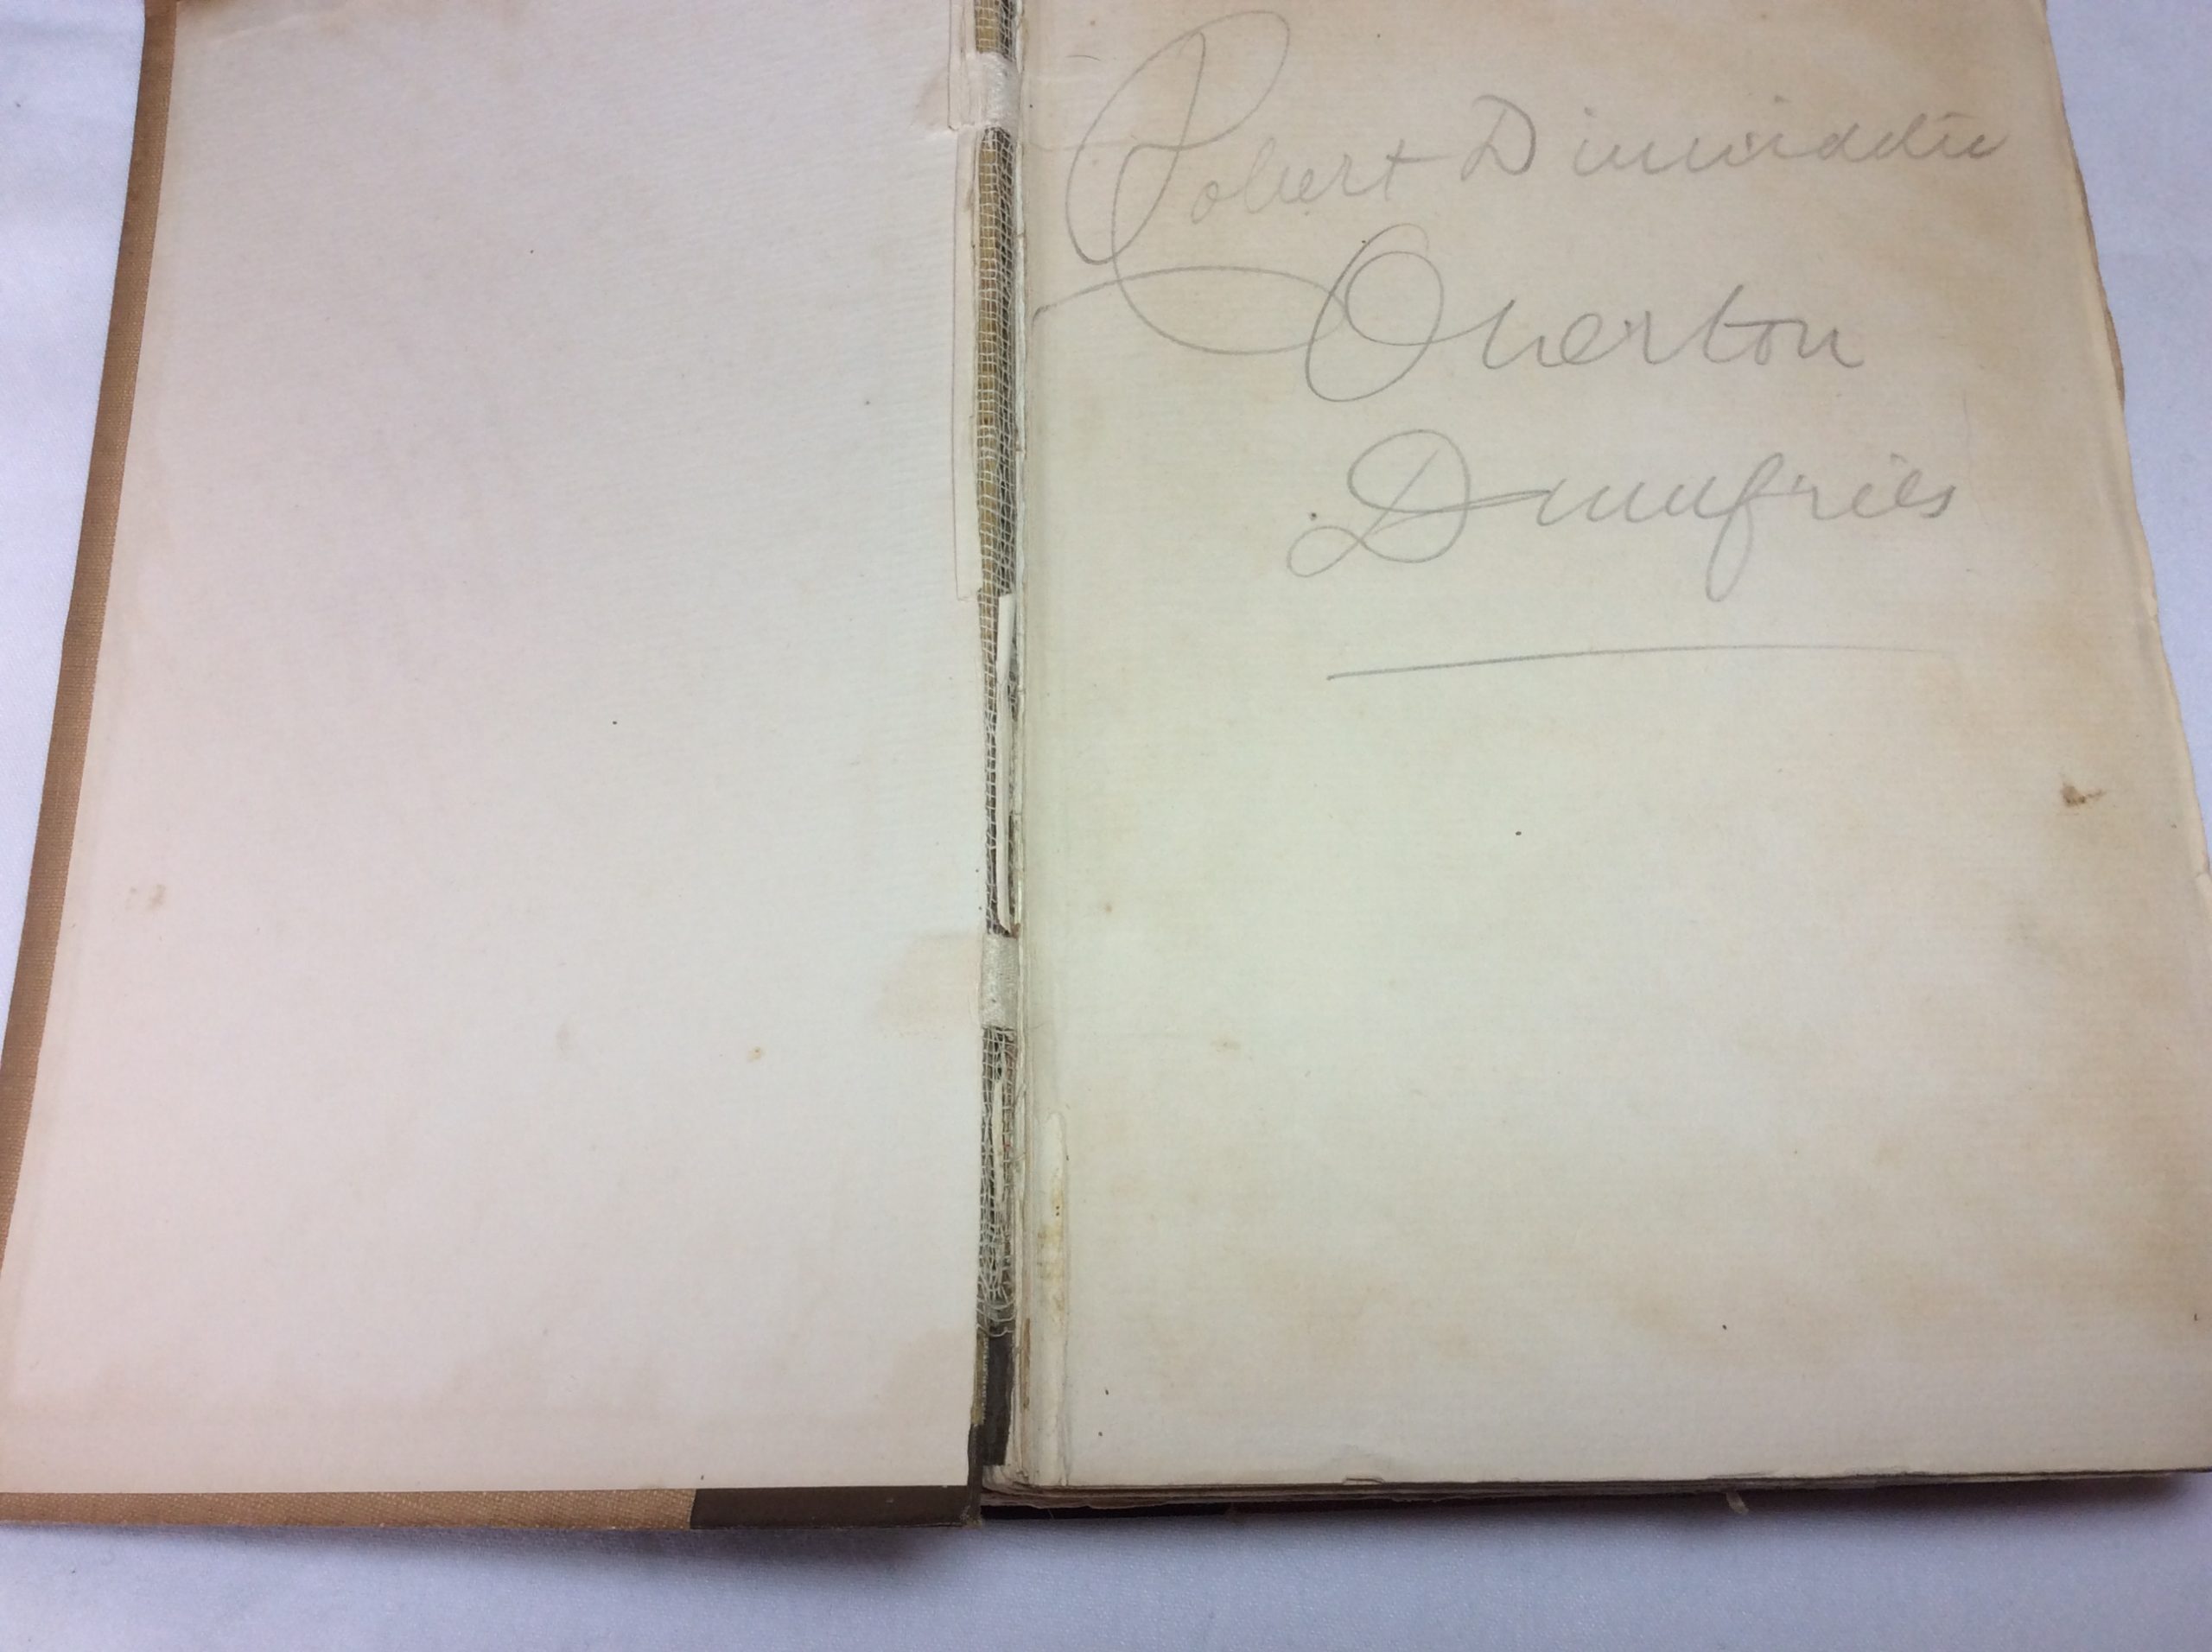 Robert Dinwiddie
Overton
Dumfries